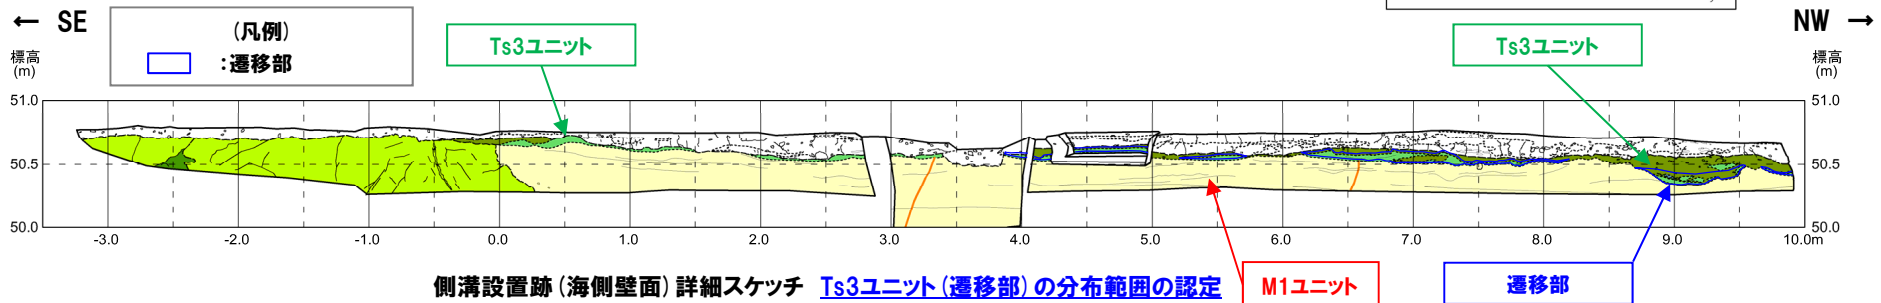 ← SE
NW →
(凡例)
:遷移部
Ts3ユニット
Ts3ユニット
標高
(m)
標高
(m)
51.0
51.0
50.5
50.5
50.0
50.0
-3.0
-2.0
-1.0
0.0
1.0
2.0
3.0
4.0
5.0
6.0
7.0
8.0
9.0
10.0m
側溝設置跡(海側壁面)詳細スケッチ Ts3ユニット(遷移部)の分布範囲の認定
M1ユニット
遷移部